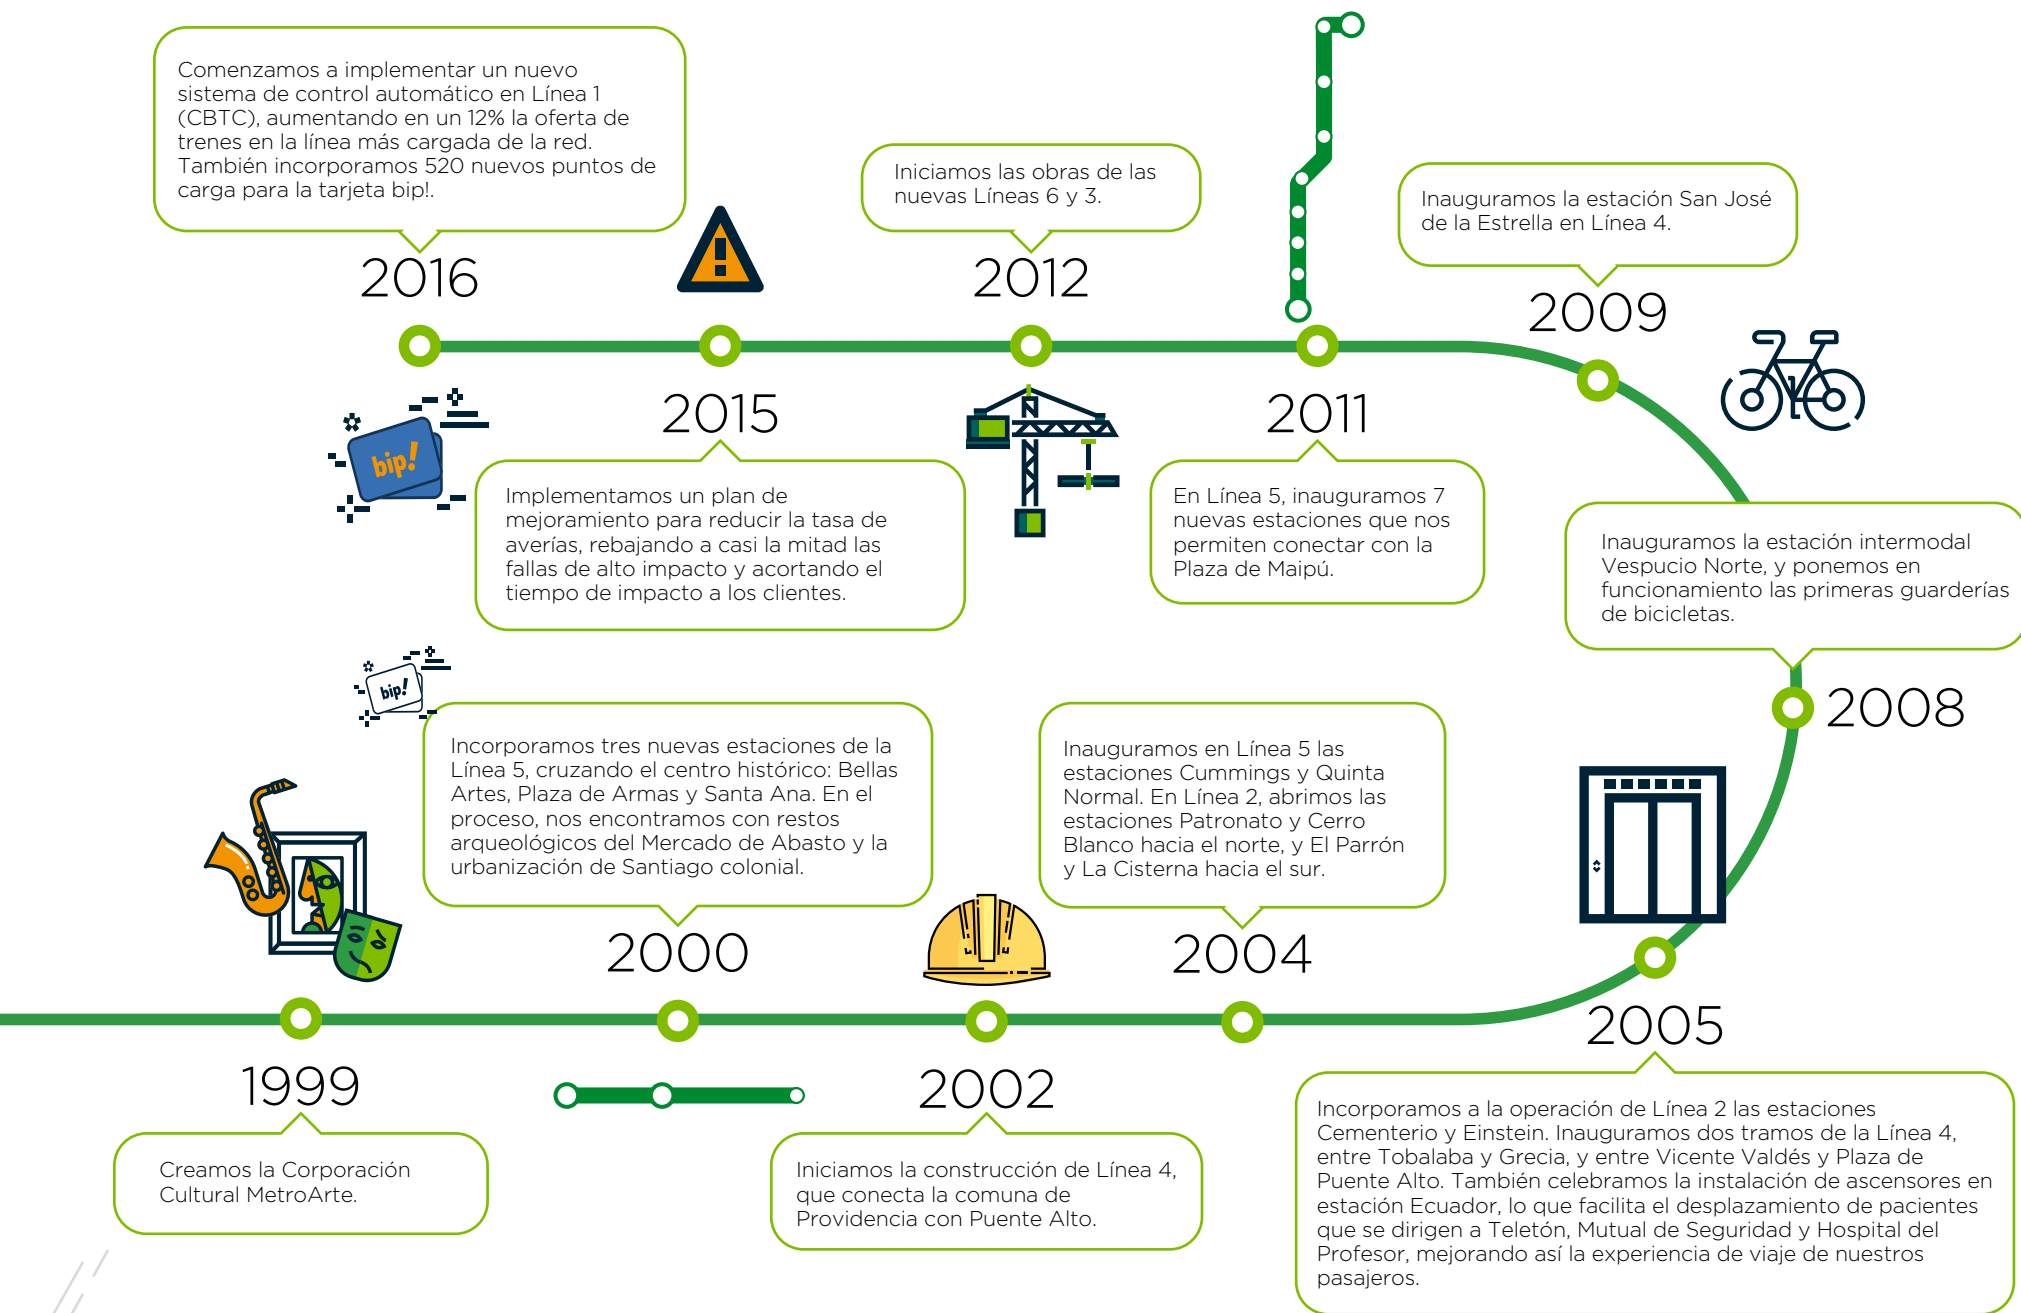 Comenzamos a implementar un nuevo
sistema de control automático en Línea 1
(CBTC), aumentando en un 12% la oferta de
trenes en la línea más cargada de la red.
También incorporamos 520 nuevos puntos de
carga para la tarjeta bip!.
2016
Iniciamos las obras de las
nuevas Líneas 6 y 3.
2012
Inauguramos la estación San José
de la Estrella en Línea 4.
2009
bip!
2015
Implementamos un plan de
mejoramiento para reducir la tasa de
averías, rebajando a casi la mitad las
fallas de alto impacto y acortando el
tiempo de impacto a los clientes.
2011
En Línea 5, inauguramos 7
nuevas estaciones que nos
permiten conectar con la
Plaza de Maipú.
Inauguramos la estación intermodal
Vespucio Norte, y ponemos en
funcionamiento las primeras guarderías
de bicicletas.
2008
bip!
Incorporamos tres nuevas estaciones de la
Línea 5, cruzando el centro histórico: Bellas
Artes, Plaza de Armas y Santa Ana. En el
proceso, nos encontramos con restos
arqueológicos del Mercado de Abasto y la
urbanización de Santiago colonial.
2000
Inauguramos en Línea 5 las
estaciones Cummings y Quinta
Normal. En Línea 2, abrimos las
estaciones Patronato y Cerro
Blanco hacia el norte, y El Parrón
y La Cisterna hacia el sur.
2004
1999
Creamos la Corporación
Cultural MetroArte.
2002
Iniciamos la construcción de Línea 4,
que conecta la comuna de
Providencia con Puente Alto.
2005
Incorporamos a la operación de Línea 2 las estaciones
Cementerio y Einstein. Inauguramos dos tramos de la Línea 4,
entre Tobalaba y Grecia, y entre Vicente Valdés y Plaza de
Puente Alto. También celebramos la instalación de ascensores en
estación Ecuador, lo que facilita el desplazamiento de pacientes
que se dirigen a Teletón, Mutual de Seguridad y Hospital del
Profesor, mejorando así la experiencia de viaje de nuestros
pasajeros.